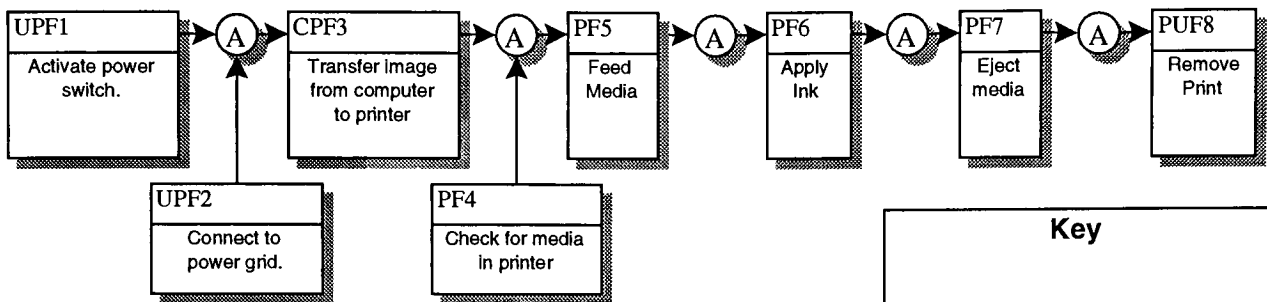 UPF1
Activate power
switch.
A
CPF3
Transfer image
from computer
to printer
A
PF5
Feed
Media
A
PF6
Apply
Ink
A
PF7
Eject
media
A
PUF8
Remove
Print
UPF2
Connect to
power grid.
PF4
Check for media
in printer
Key